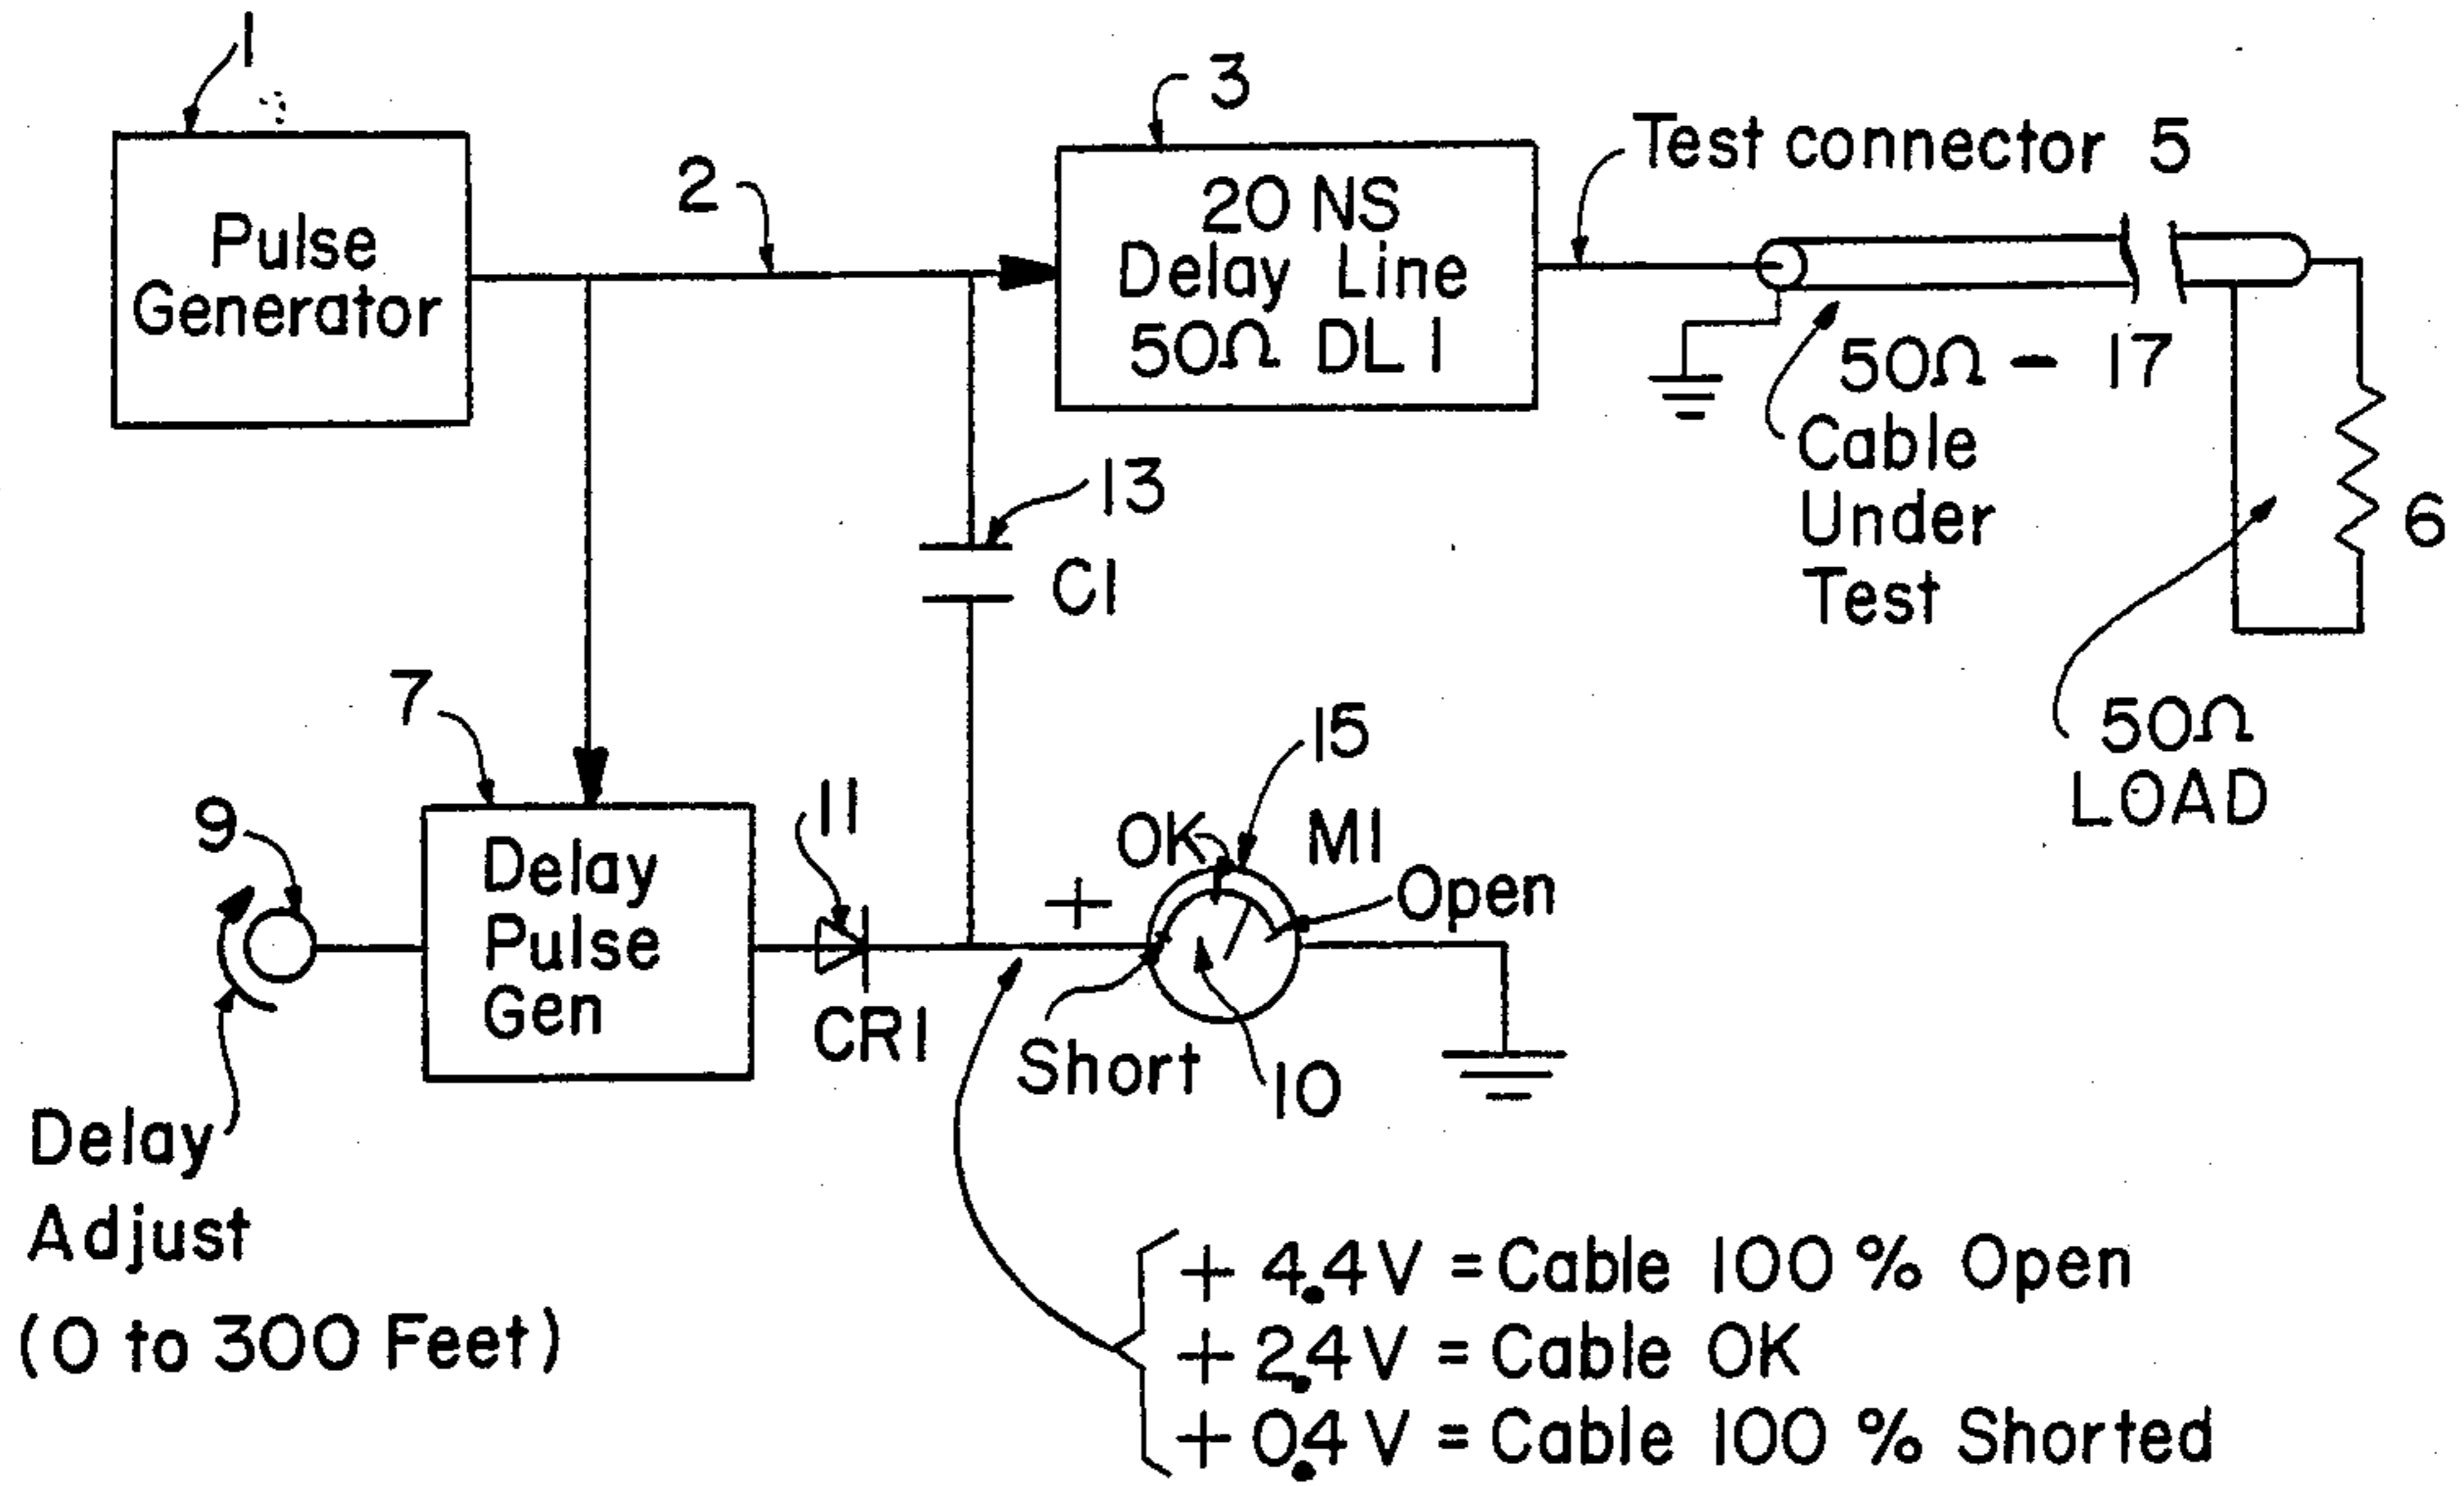 1
Pulse
Generator
2
3
20 NS
Delay Line
50Ω DL1
Test connector 5
50Ω - 17
Cable
Under
Test
6
50Ω
LOAD
13
C1
7
Delay
Pulse
Gen
9
Delay
Adjust
(0 to 300 Feet)
11
CR1
+
OK
15
M1
Open
Short
10
+ 4.4V = Cable 100 % Open
+ 2.4V = Cable OK
+ 0.4V = Cable 100 % Shorted